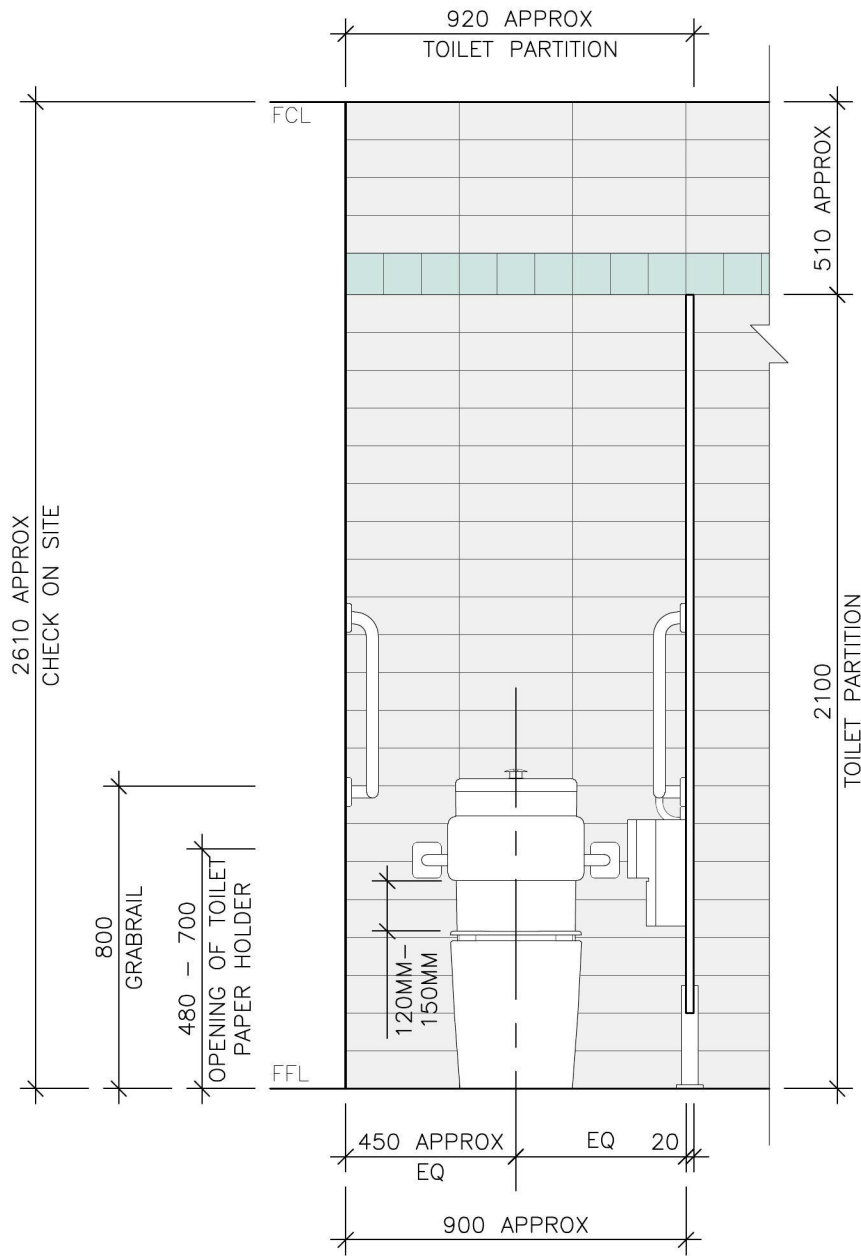 920 APPROX
TOILET PARTITION
FCL
510 APPROX
2610 APPROX
CHECK ON SITE
2100
TOILET PARTITION
800
GRABRAIL
480 – 700
OPENING OF TOILET
PAPER HOLDER
120MM–
150MM
FFL
450 APPROX
EQ
EQ
20
900 APPROX